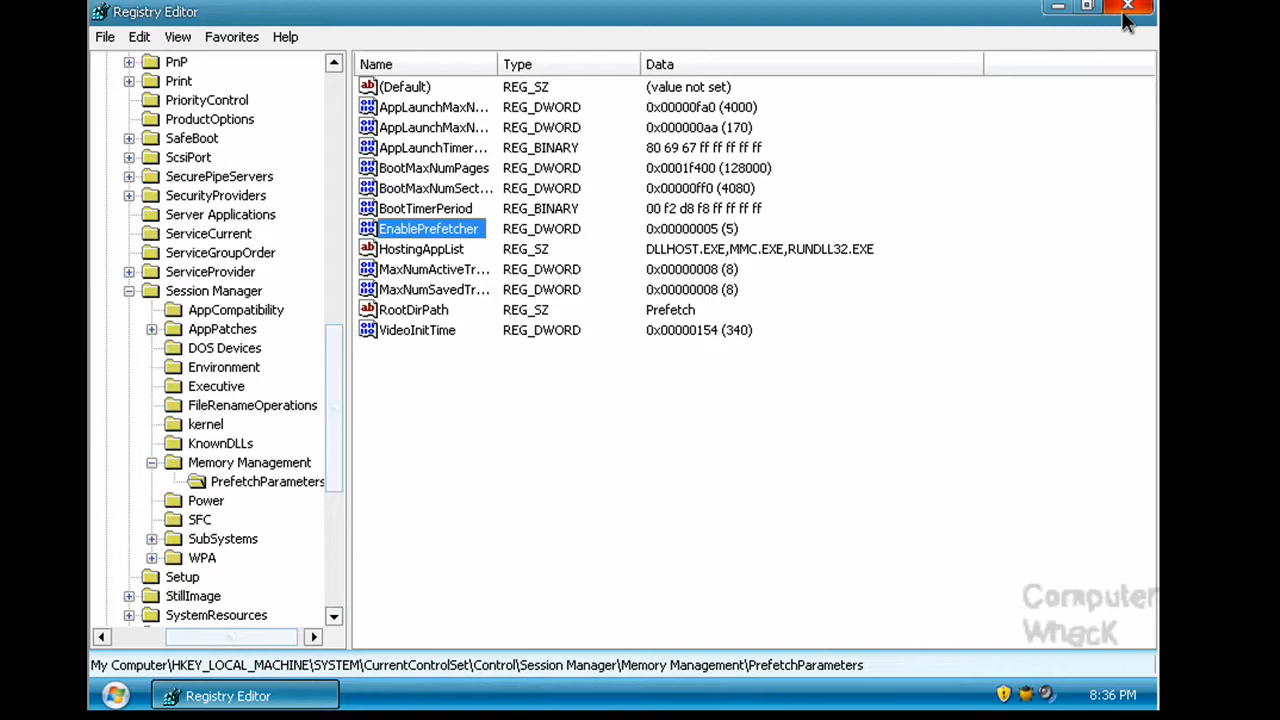 Registry Editor
File Edit View Favorites Help
PnP
Print
PriorityControl
ProductOptions
SafeBoot
ScsiPort
SecurePipeServers
SecurityProviders
Server Applications
ServiceCurrent
ServiceGroupOrder
ServiceProvider
Session Manager
AppCompatibility
AppPatches
DOS Devices
Environment
Executive
FileRenameOperations
kernel
KnownDLLs
Memory Management
PrefetchParameters
Power
SFC
SubSystems
WPA
Setup
StillImage
SystemResources
Name Type Data
(Default) REG_SZ (value not set)
AppLaunchMaxN... REG_DWORD 0x00000fa0 (4000)
AppLaunchMaxN... REG_DWORD 0x000000aa (170)
AppLaunchTimer... REG_BINARY 80 69 67 ff ff ff ff ff
BootMaxNumPages REG_DWORD 0x0001f400 (128000)
BootMaxNumSect... REG_DWORD 0x00000ff0 (4080)
BootTimerPeriod REG_BINARY 00 f2 d8 f8 ff ff ff ff
EnablePrefetcher REG_DWORD 0x00000005 (5)
HostingAppList REG_SZ DLLHOST.EXE,MMC.EXE,RUNDLL32.EXE
MaxNumActiveTr... REG_DWORD 0x00000008 (8)
MaxNumSavedTr... REG_DWORD 0x00000008 (8)
RootDirPath REG_SZ Prefetch
VideoInitTime REG_DWORD 0x00000154 (340)
Computer
Whack
My Computer\HKEY_LOCAL_MACHINE\SYSTEM\CurrentControlSet\Control\Session Manager\Memory Management\PrefetchParameters
Registry Editor
8:36 PM